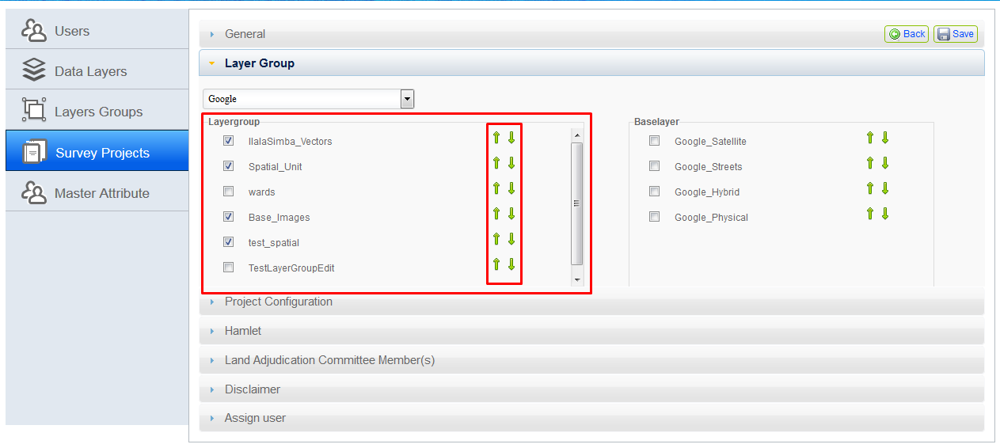 Users
Data Layers
Layers Groups
Survey Projects
Master Attribute
General
Back
Save
Layer Group
Google
Layergroup
IlalaSimba_Vectors
Spatial_Unit
wards
Base_Images
test_spatial
TestLayerGroupEdit
Baselayer
Google_Satellite
Google_Streets
Google_Hybrid
Google_Physical
Project Configuration
Hamlet
Land Adjudication Committee Member(s)
Disclaimer
Assign user